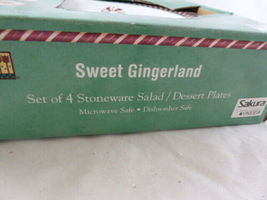 Sweet Gingerland
Set of 4 Stoneware Salad / Dessert Plates
Microwave Safe • Dishwasher Safe
Sakura